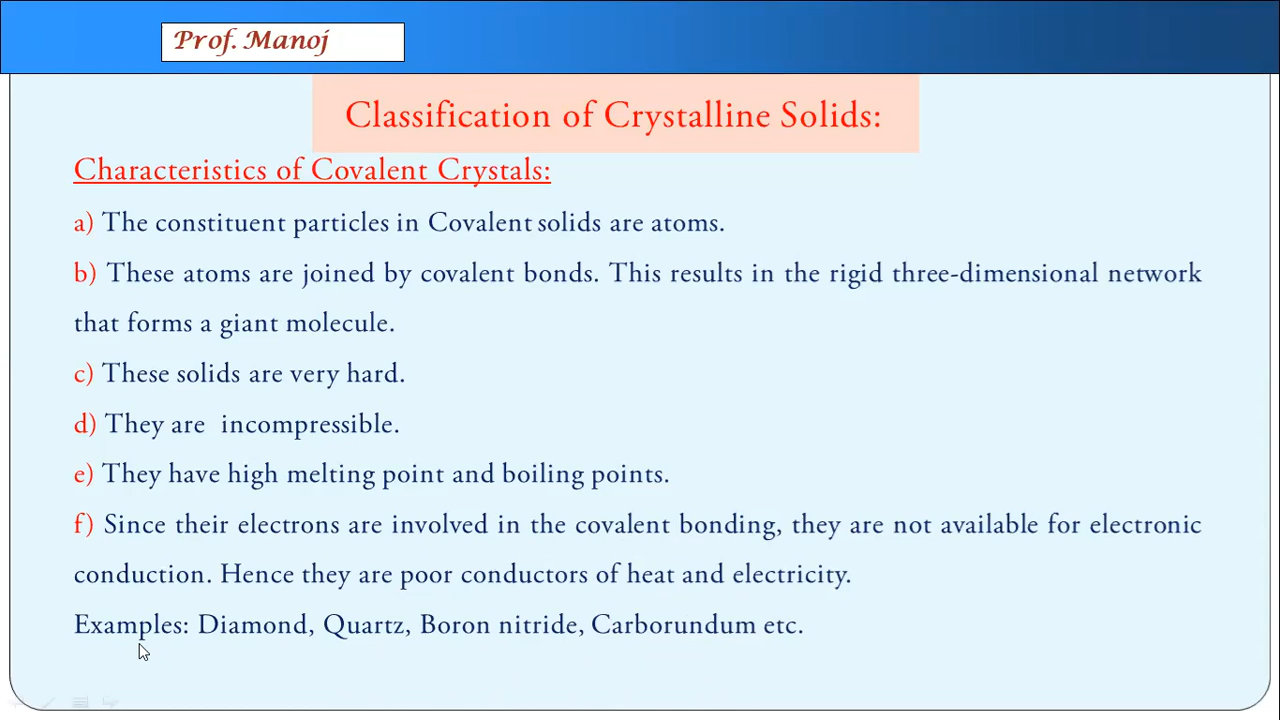 Prof. Manoj
Classification of Crystalline Solids:
Characteristics of Covalent Crystals:
a) The constituent particles in Covalent solids are atoms.
b) These atoms are joined by covalent bonds. This results in the rigid three-dimensional network
that forms a giant molecule.
c) These solids are very hard.
d) They are incompressible.
e) They have high melting point and boiling points.
f) Since their electrons are involved in the covalent bonding, they are not available for electronic
conduction. Hence they are poor conductors of heat and electricity.
Examples: Diamond, Quartz, Boron nitride, Carborundum etc.